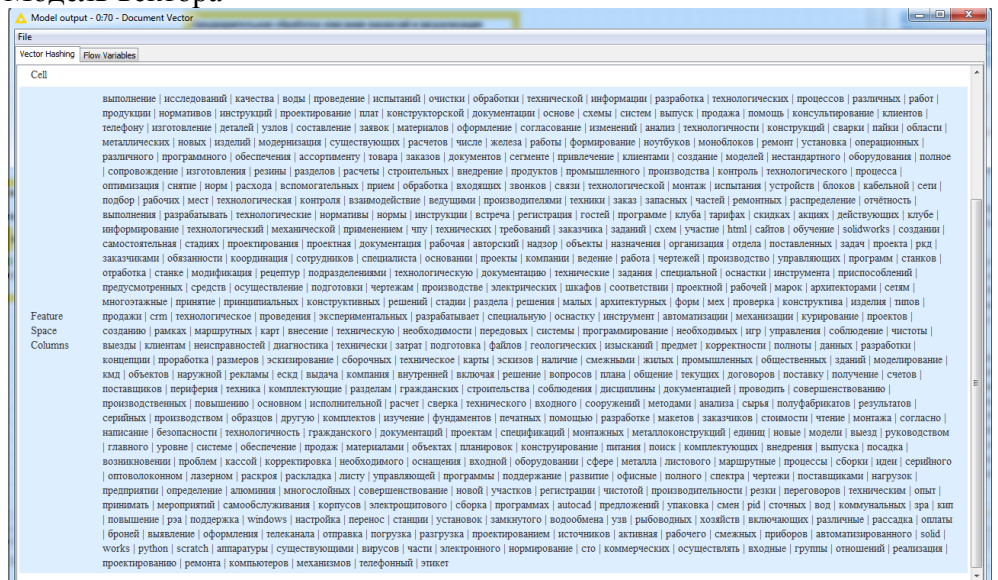 Модель вектора
Model output - 0:70 - Document Vector
File
Vector Hashing Flow Variables
Cell
выполнение | исследований | качества | воды | проведение | испытаний | очистки | обработки | технической | информации | разработка | технологических | процессов | различных | работ |
продукции | нормативов | инструкций | проектирование | плат | конструкторской | документации | основе | схемы | систем | выпуск | продажа | помощь | консультирование | клиентов |
телефону | изготовление | деталей | узлов | составление | заявок | материалов | оформление | согласование | изменений | анализ | технологичности | конструкций | сварки | пайки | области |
металлических | новых | изделий | модернизация | существующих | расчетов | числе | железа | работы | формирование | ноутбуков | моноблоков | ремонт | установка | операционных |
различного | программного | обеспечения | ассортименту | товара | заказов | документов | сегменте | привлечение | клиентами | создание | моделей | нестандартного | оборудования | полное
| сопровождение | изготовления | резины | разделов | расчеты | строительных | внедрение | продуктов | промышленного | производства | контроль | технологического | процесса |
оптимизация | снятие | норм | расхода | вспомогательных | прием | обработка | входящих | звонков | связи | технологической | монтаж | испытания | устройств | блоков | кабельной | сети |
подбор | рабочих | мест | технологическая | контроля | взаимодействие | ведущими | производителями | техники | заказ | запасных | частей | ремонтных | распределение | отчётность |
выполнения | разрабатывать | технологические | нормативы | нормы | инструкции | встреча | регистрация | гостей | программе | клуба | тарифах | скидках | акциях | действующих | клубе |
информирование | технологический | механической | применением | чпу | технических | требований | заказчика | заданий | схем | участие | html | сайтов | обучение | solidworks | создании |
самостоятельная | стадиях | проектирования | проектная | документация | рабочая | авторский | надзор | объекты | назначения | организация | отдела | поставленных | задач | проекта | ркд |
заказчиками | обязанности | координация | сотрудников | специалиста | основании | проекты | компании | ведение | работа | чертежей | производство | управляющих | программ | станков |
отработка | станке | модификация | рецептур | подразделениями | технологическую | документацию | технические | задания | специальной | оснастки | инструмента | приспособлений |
предусмотренных | средств | осуществление | подготовки | чертежам | производстве | электрических | шкафов | соответствии | проектной | рабочей | марок | архитекторами | сетям |
многоэтажные | принятие | принципиальных | конструктивных | решений | стадии | раздела | решения | малых | архитектурных | форм | мех | проверка | конструктива | изделия | типов |
Feature продажи | crm | технологическое | проведения | экспериментальных | разрабатывает | специальную | оснастку | инструмент | автоматизации | механизации | курирование | проектов |
Space созданию | рамках | маршрутных | карт | внесение | техническую | необходимости | передовых | системы | программирование | необходимых | игр | управления | соблюдение | чистоты |
Columns выезды | клиентам | неисправностей | диагностика | технически | затрат | подготовка | файлов | геологических | изысканий | предмет | корректности | полноты | данных | разработки |
концепции | проработка | размеров | эскизирование | сборочных | техническое | карты | эскизов | наличие | смежными | жилых | промышленных | общественных | зданий | моделирование |
кмд | объектов | наружной | рекламы | ескд | выдача | компания | внутренней | включая | решение | вопросов | плана | общение | текущих | договоров | поставку | получение | счетов |
поставщиков | периферия | техника | комплектующие | разделам | гражданских | строительства | соблюдения | дисциплины | документацией | проводить | совершенствованию |
производственных | повышению | основном | исполнительной | расчет | сверка | технического | входного | сооружений | методами | анализа | сырья | полуфабрикатов | результатов |
серийных | производством | образцов | другую | комплектов | изучение | фундаментов | печатных | помощью | разработке | макетов | заказчиков | стоимости | чтение | монтажа | согласно |
написание | безопасности | технологичность | гражданского | документаций | проектам | спецификаций | монтажных | металлоконструкций | единиц | новые | модели | выезд | руководством
| главного | уровне | системе | обеспечение | продаж | материалами | объектах | планировок | конструирование | питания | поиск | комплектующих | внедрения | выпуска | посадка |
возникновении | проблем | кассой | корректировка | необходимого | оснащения | входной | оборудовании | сфере | металла | листового | маршрутные | процессы | сборки | идеи | серийного
| оптоволоконном | лазерном | раскроя | раскладка | листу | управляющей | программы | поддержание | развитие | офисные | полного | спектра | чертежи | поставщиками | нагрузок |
предприятии | определение | алюминия | многослойных | совершенствование | новой | участков | регистрации | чистотой | производительности | резки | переговоров | техническим | опыт |
принимать | мероприятий | самообслуживания | корпусов | электрощитового | сборка | программах | autocad | предложений | упаковка | смен | pid | сточных | вод | коммунальных | зра | кип
| повышение | рза | поддержка | windows | настройка | перенос | станции | установок | замкнутого | водообмена | узв | рыбоводных | хозяйств | включающих | различные | рассадка | оплаты
| броней | выявление | оформления | телеканала | отправка | погрузка | разгрузка | проектированием | источников | активная | рабочего | смежных | приборов | автоматизированного | solid |
works | python | scratch | аппаратуры | существующими | вирусов | части | электронного | нормирование | сто | коммерческих | осуществлять | входные | группы | отношений | реализация |
проектированию | ремонта | компьютеров | механизмов | телефонный | этикет